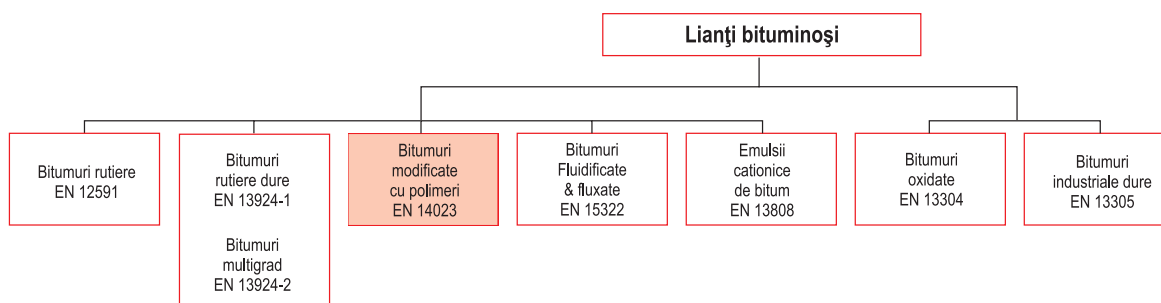 Lianţi bituminoşi
Bitumuri rutiere
EN 12591
Bitumuri
rutiere dure
EN 13924-1
Bitumuri
multigrad
EN 13924-2
Bitumuri
modificate
cu polimeri
EN 14023
Bitumuri
Fluidificate
& fluxate
EN 15322
Emulsii
cationice
de bitum
EN 13808
Bitumuri
oxidate
EN 13304
Bitumuri
industriale dure
EN 13305